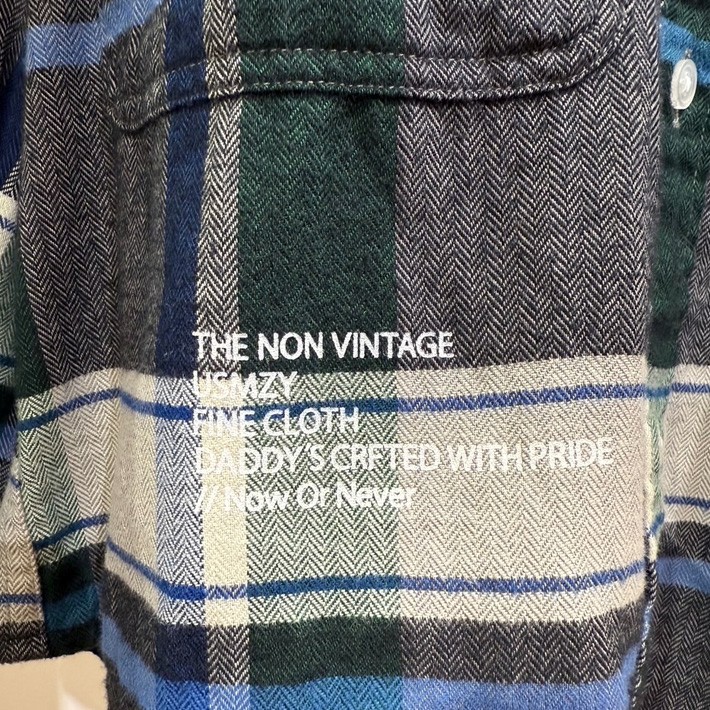 THE NON VINTAGE
USMZY
FINE CLOTH
DADDY'S CRFTED WITH PRIDE
// Now Or Never